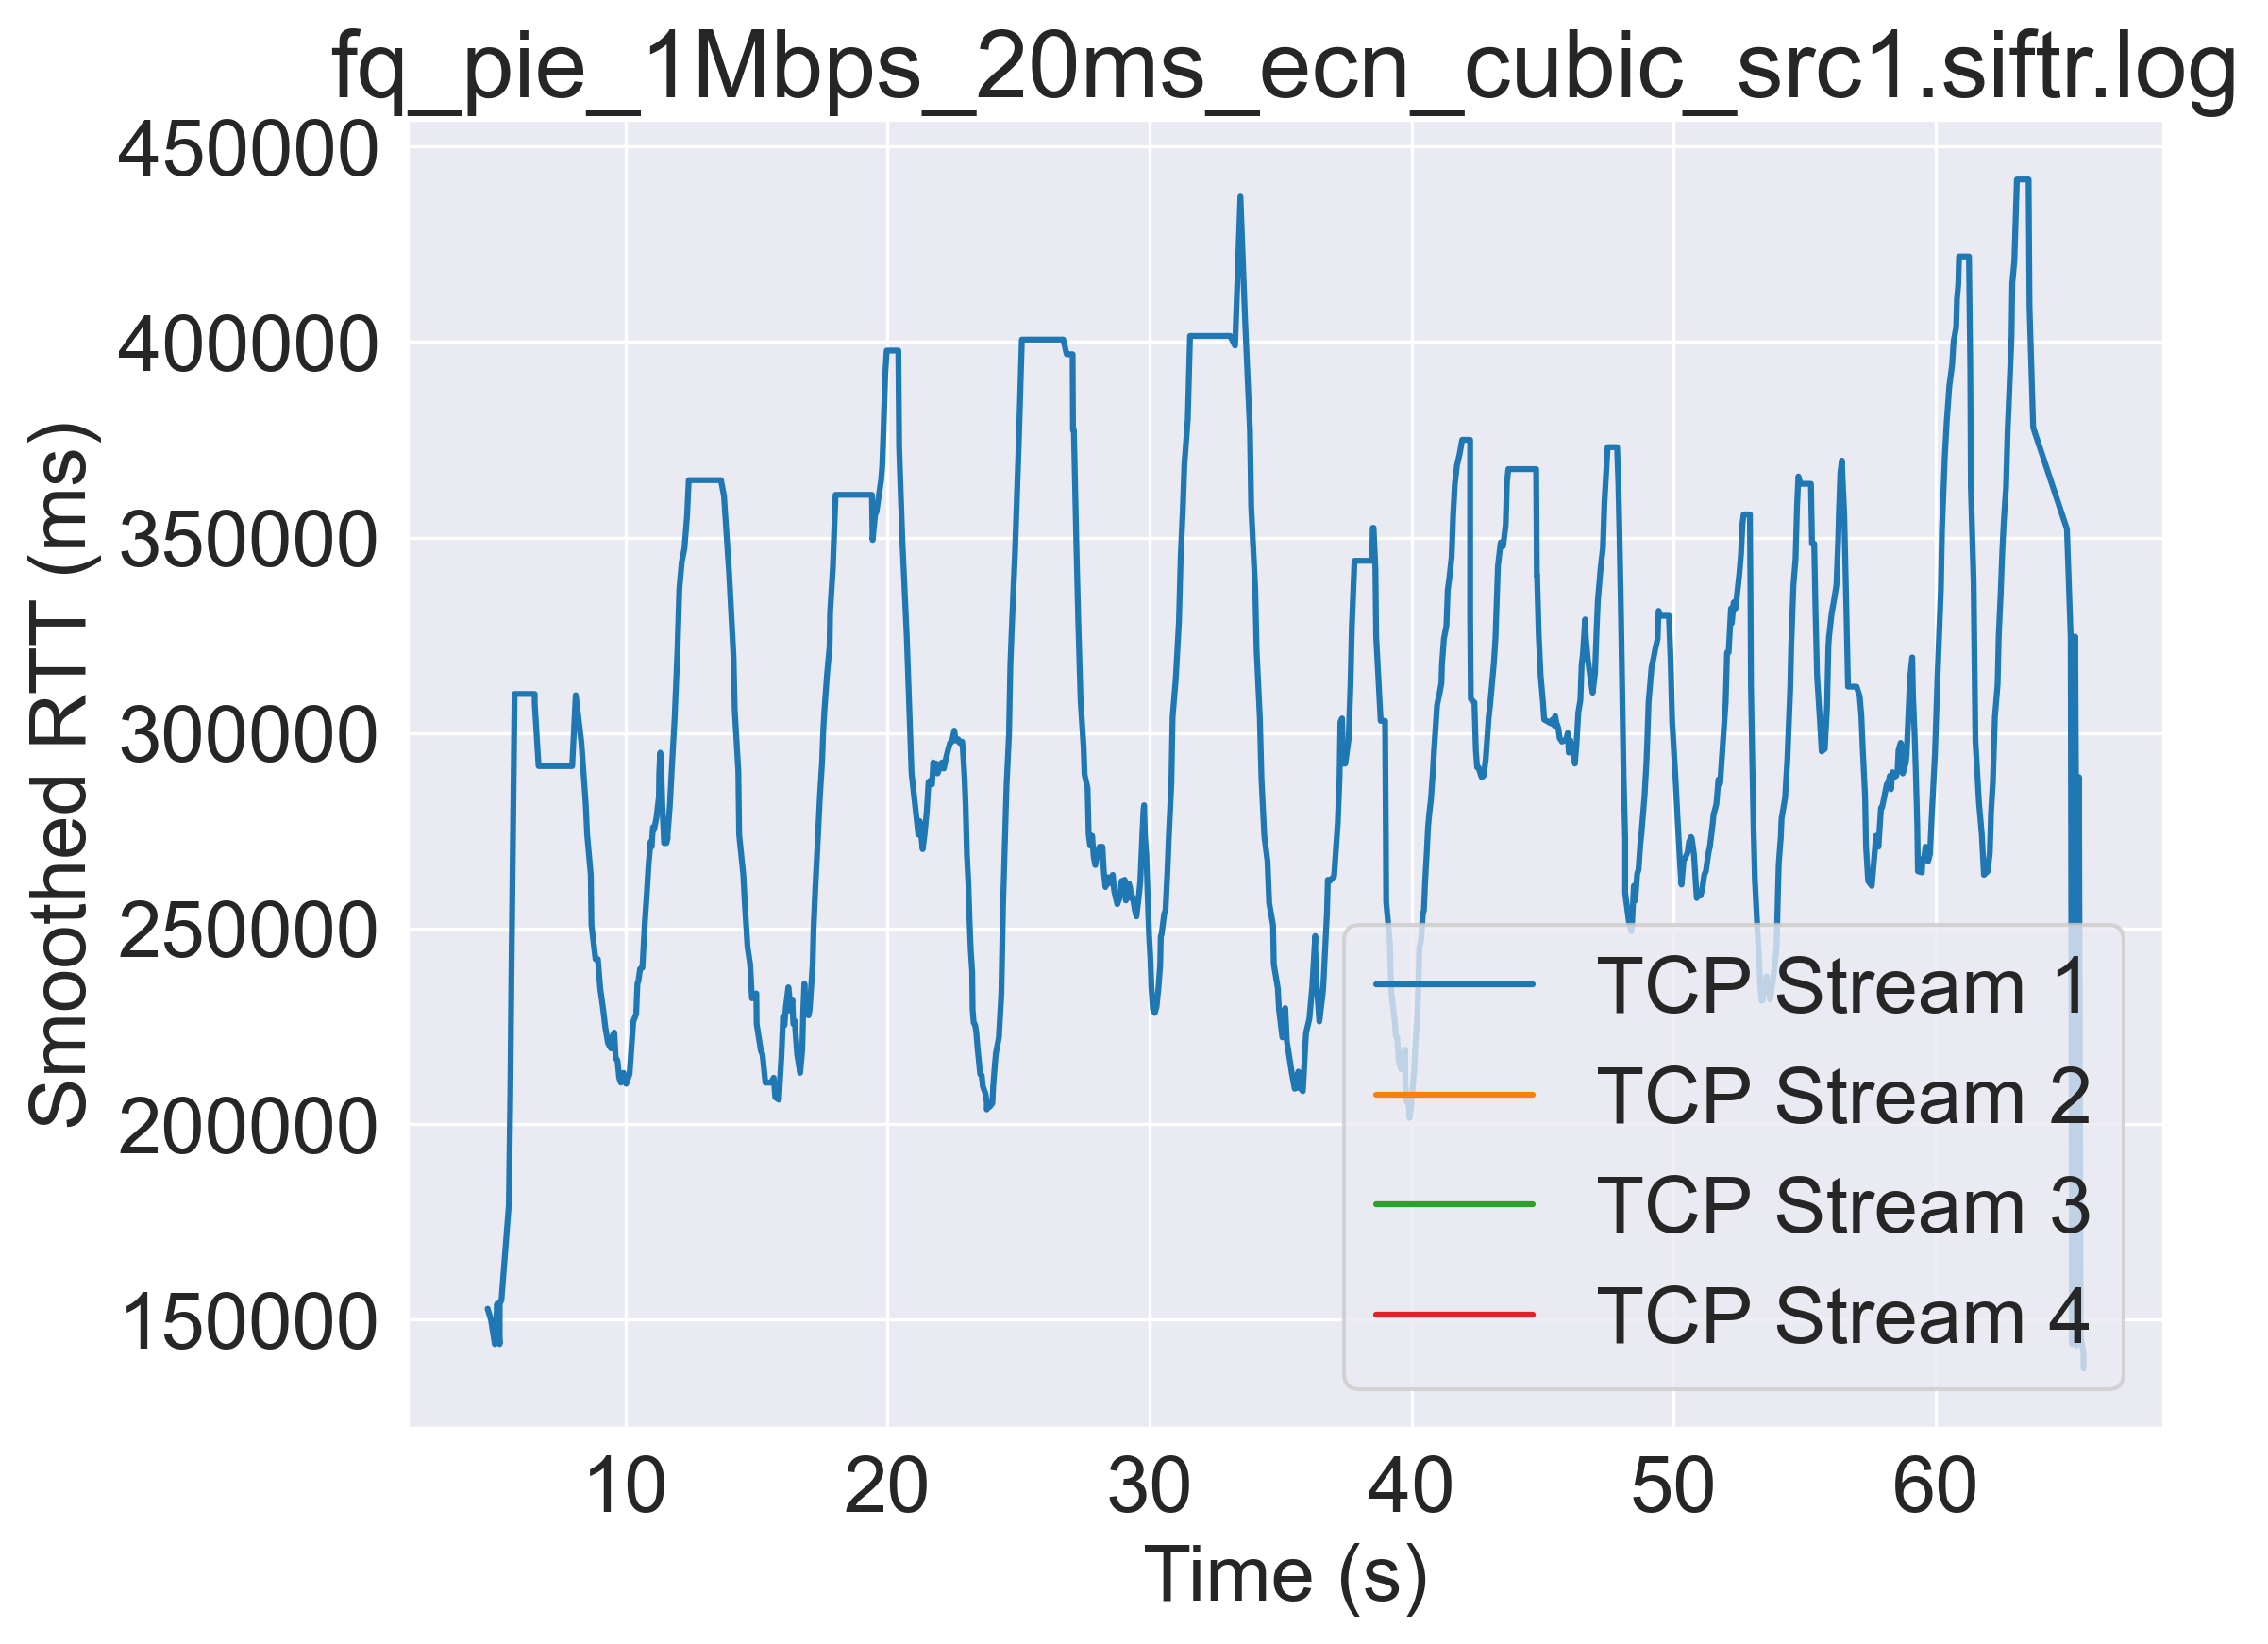 fq_pie_1Mbps_20ms_ecn_cubic_src1.siftr.log
450000
400000
350000
300000
250000
200000
150000
Smoothed RTT (ms)
TCP Stream 1
TCP Stream 2
TCP Stream 3
TCP Stream 4
10 20 30 40 50 60
Time (s)